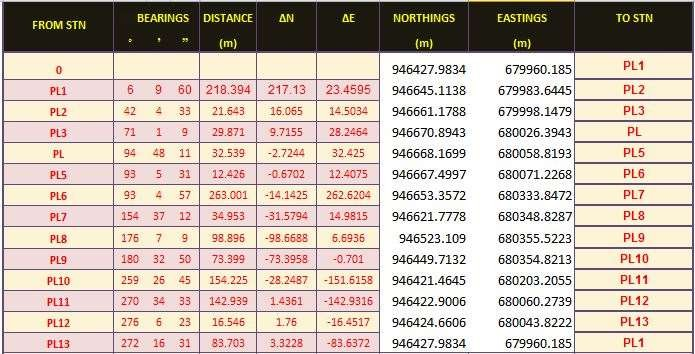 FROM STN BEARINGS DISTANCE ΔN ΔE NORTHINGS EASTINGS TO STN
° ’ ” (m) (m) (m)
0 946427.9834 679960.185 PL1
PL1 6 9 60 218.394 217.13 23.4595 946645.1138 679983.6445 PL2
PL2 42 4 33 21.643 16.065 14.5034 946661.1788 679998.1479 PL3
PL3 71 1 9 29.871 9.7155 28.2464 946670.8943 680026.3943 PL
PL 94 48 11 32.539 -2.7244 32.425 946668.1699 680058.8193 PL5
PL5 93 5 31 12.426 -0.6702 12.4075 946667.4997 680071.2268 PL6
PL6 93 4 57 263.001 -14.1425 262.6204 946653.3572 680333.8472 PL7
PL7 154 37 12 34.953 -31.5794 14.9815 946621.7778 680348.8287 PL8
PL8 176 7 9 98.896 -98.6688 6.6936 946523.109 680355.5223 PL9
PL9 180 32 50 73.399 -73.3958 -0.701 946449.7132 680354.8213 PL10
PL10 259 26 45 154.225 -28.2487 -151.6158 946421.4645 680203.2055 PL11
PL11 270 34 33 142.939 1.4361 -142.9316 946422.9006 680060.2739 PL12
PL12 276 6 23 16.546 1.76 -16.4517 946424.6606 680043.8222 PL13
PL13 272 16 31 83.703 3.3228 -83.6372 946427.9834 679960.185 PL1